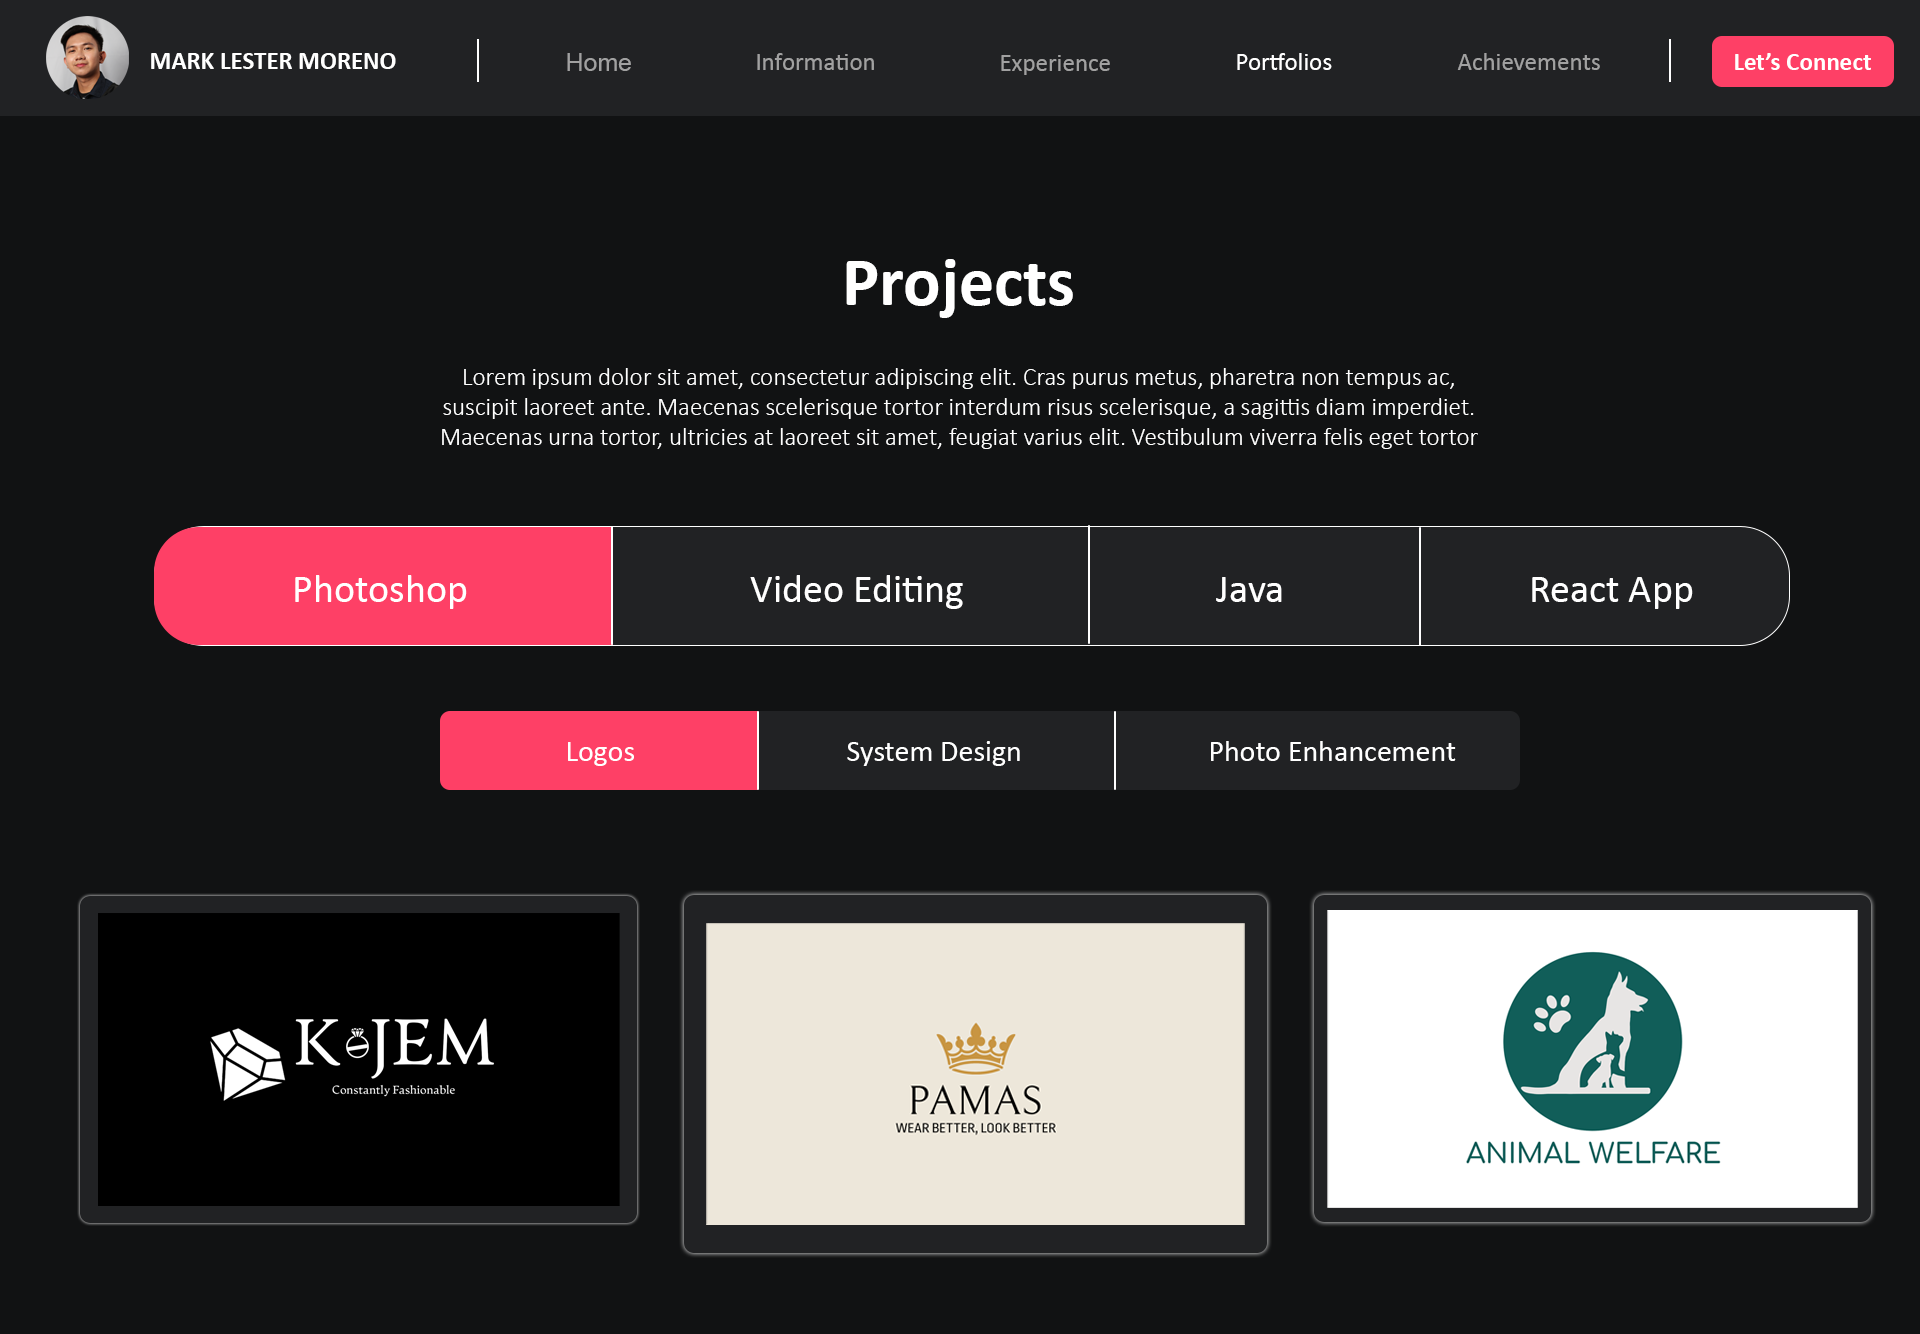 MARK LESTER MORENO
Home
Information
Experience
Portfolios
Achievements
Let’s Connect
Projects
Lorem ipsum dolor sit amet, consectetur adipiscing elit. Cras purus metus, pharetra non tempus ac,
suscipit laoreet ante. Maecenas scelerisque tortor interdum risus scelerisque, a sagittis diam imperdiet.
Maecenas urna tortor, ultricies at laoreet sit amet, feugiat varius elit. Vestibulum viverra felis eget tortor
Photoshop
Video Editing
Java
React App
Logos
System Design
Photo Enhancement
K JEM
Constantly Fashionable
PAMAS
WEAR BETTER, LOOK BETTER
ANIMAL WELFARE